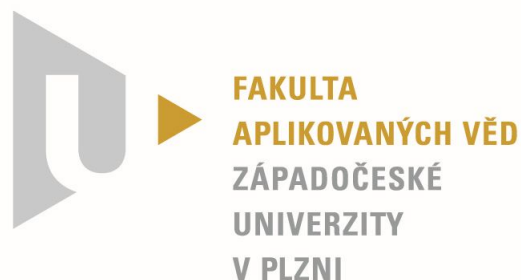 FAKULTA
APLIKOVANÝCH VĚD
ZÁPADOČESKÉ
UNIVERZITY
V PLZNI